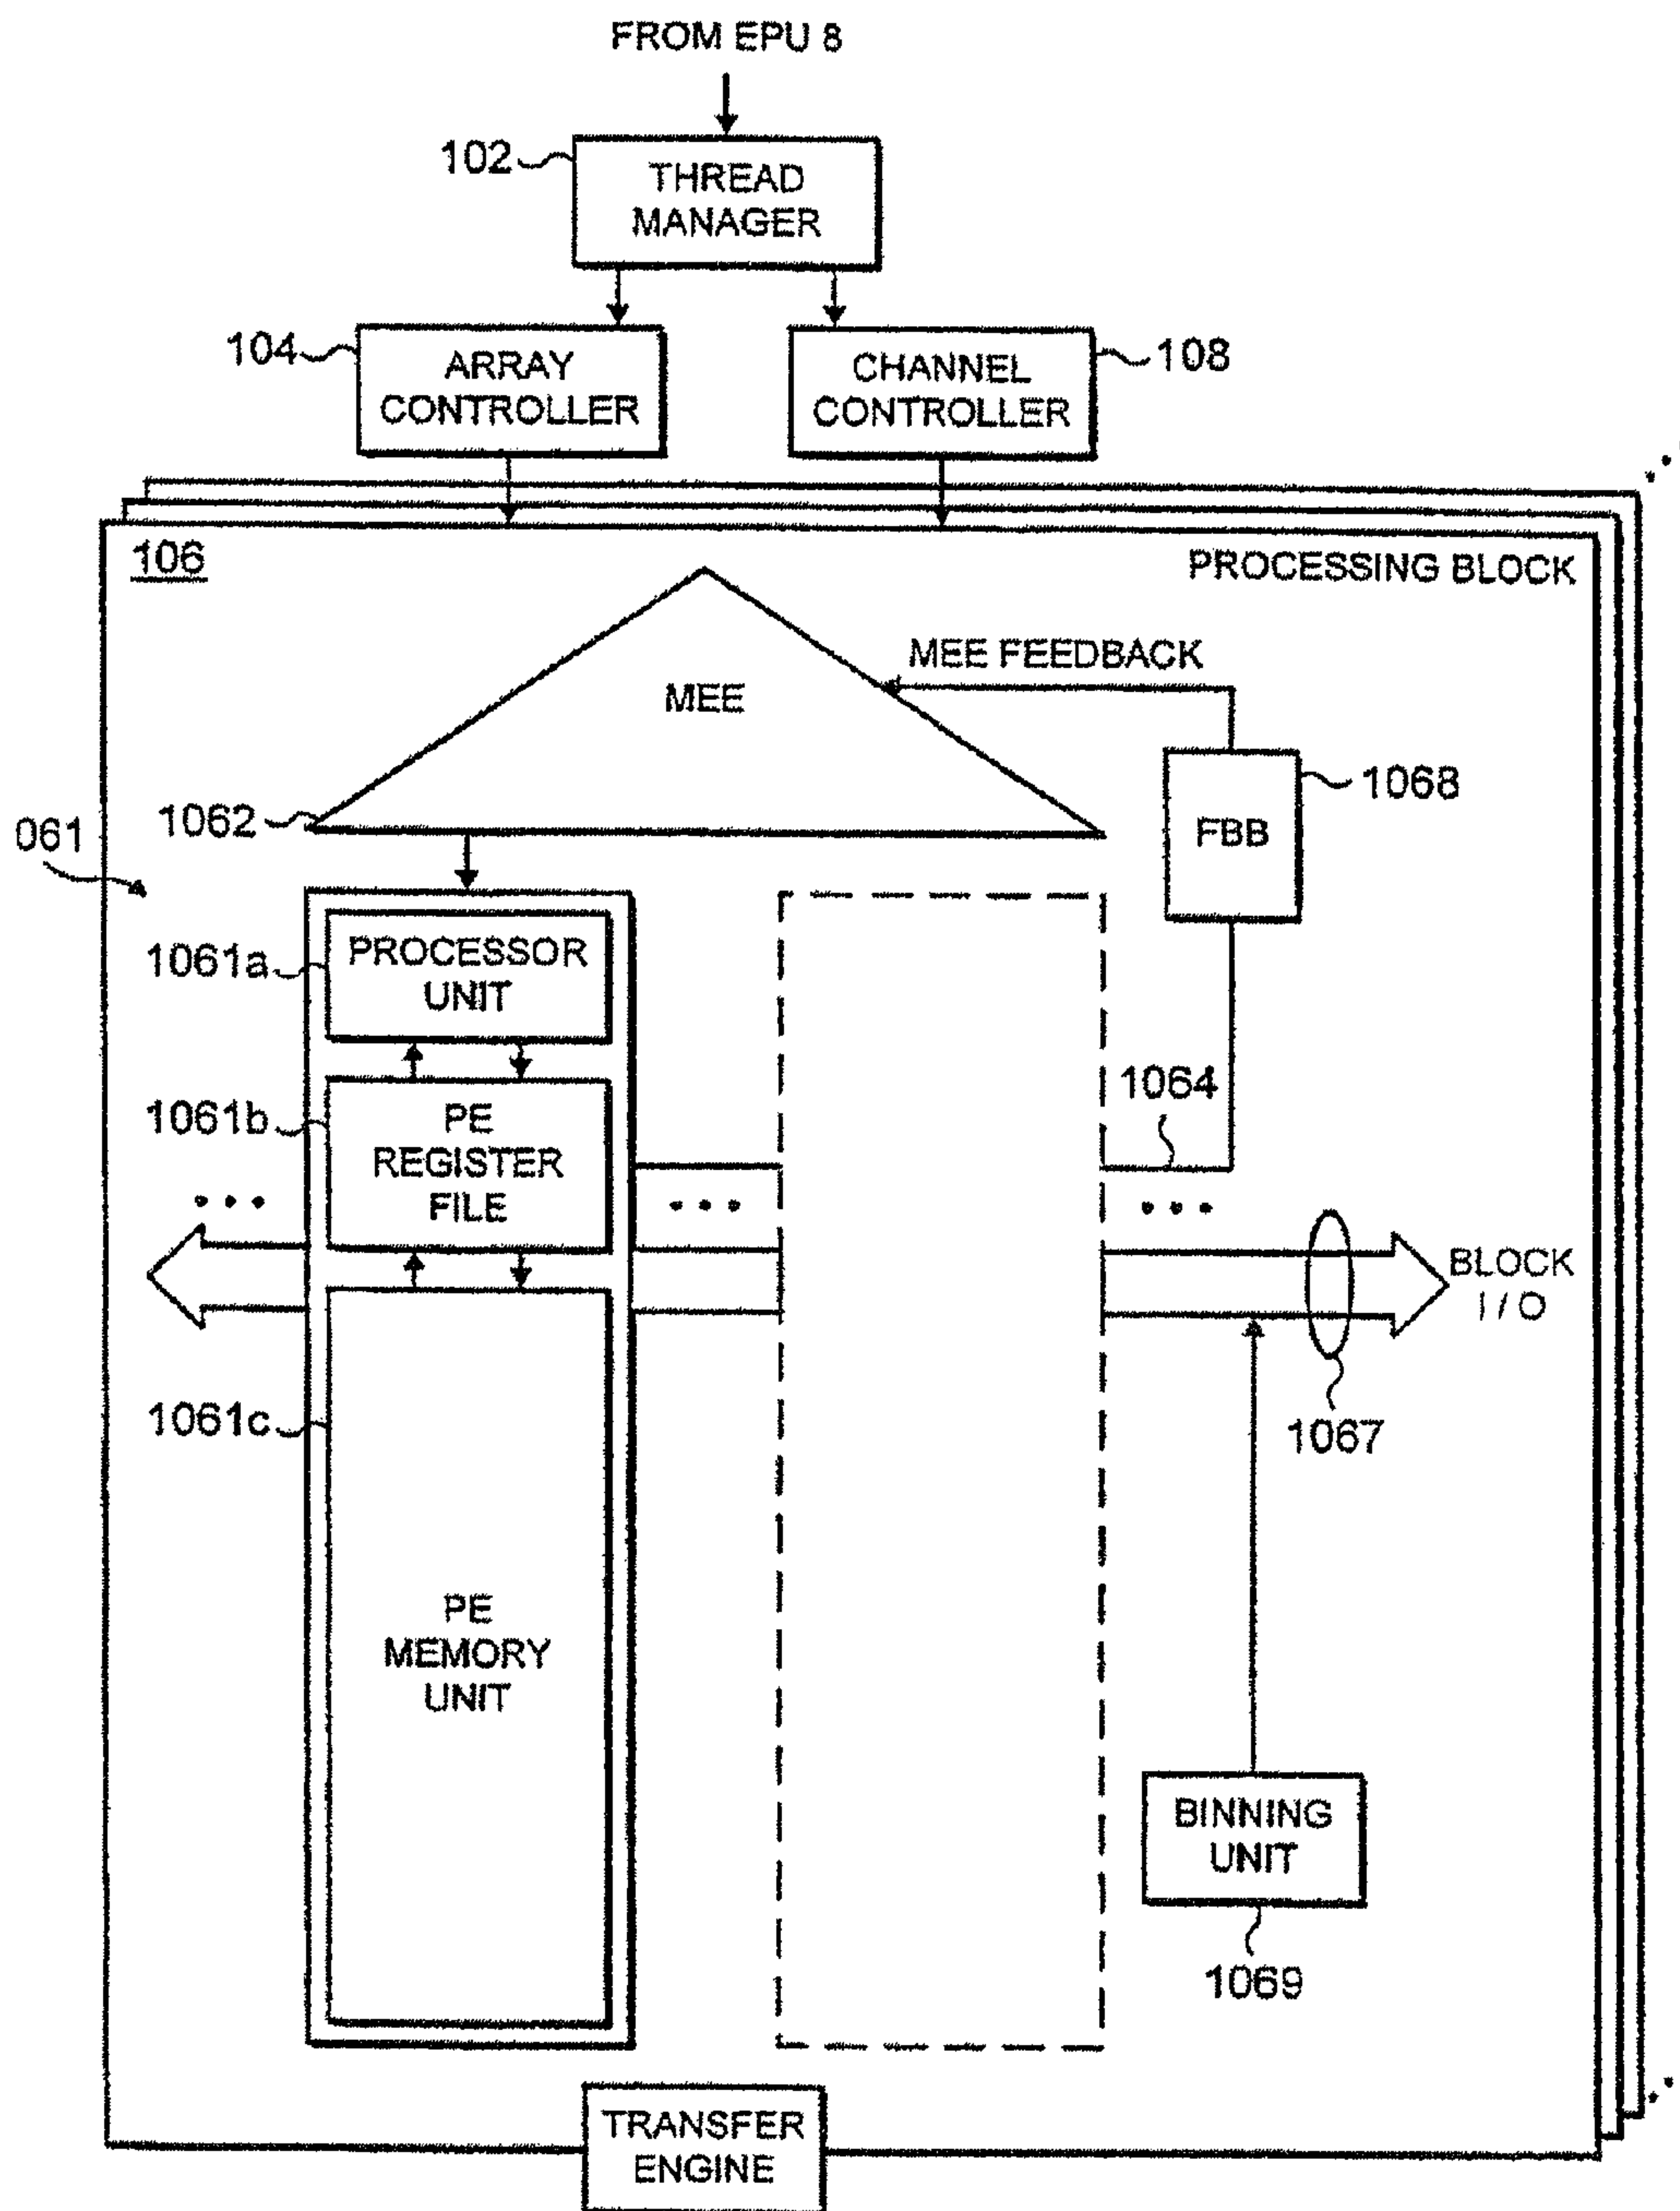 FROM EPU 8
102
THREAD
MANAGER
104
ARRAY
CONTROLLER
CHANNEL
CONTROLLER
108
106
PROCESSING BLOCK
MEE FEEDBACK
MEE
1062
FBB
1068
061
1061a
PROCESSOR
UNIT
1061b
PE
REGISTER
FILE
1064
BLOCK
I / O
1067
1061c
PE
MEMORY
UNIT
BINNING
UNIT
1069
TRANSFER
ENGINE